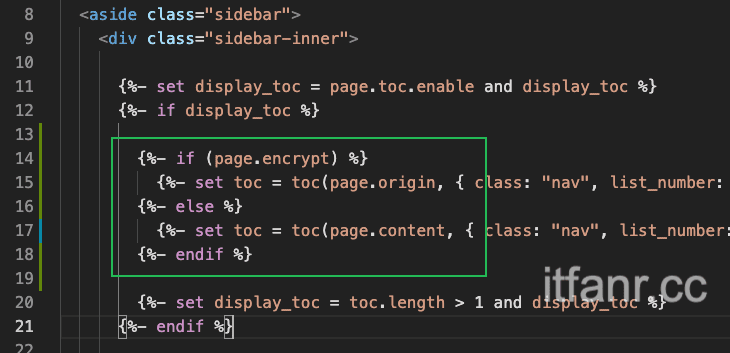 8 <aside class="sidebar">
9 <div class="sidebar-inner">
10
11 {%- set display_toc = page.toc.enable and display_toc %}
12 {%- if display_toc %}
13
14 {%- if (page.encrypt) %}
15 {%- set toc = toc(page.origin, { class: "nav", list_number:
16 {%- else %}
17 {%- set toc = toc(page.content, { class: "nav", list_number:
18 {%- endif %}
19
20 {%- set display_toc = toc.length > 1 and display_toc %}
21 {%- endif %}
22
itfanr.cc